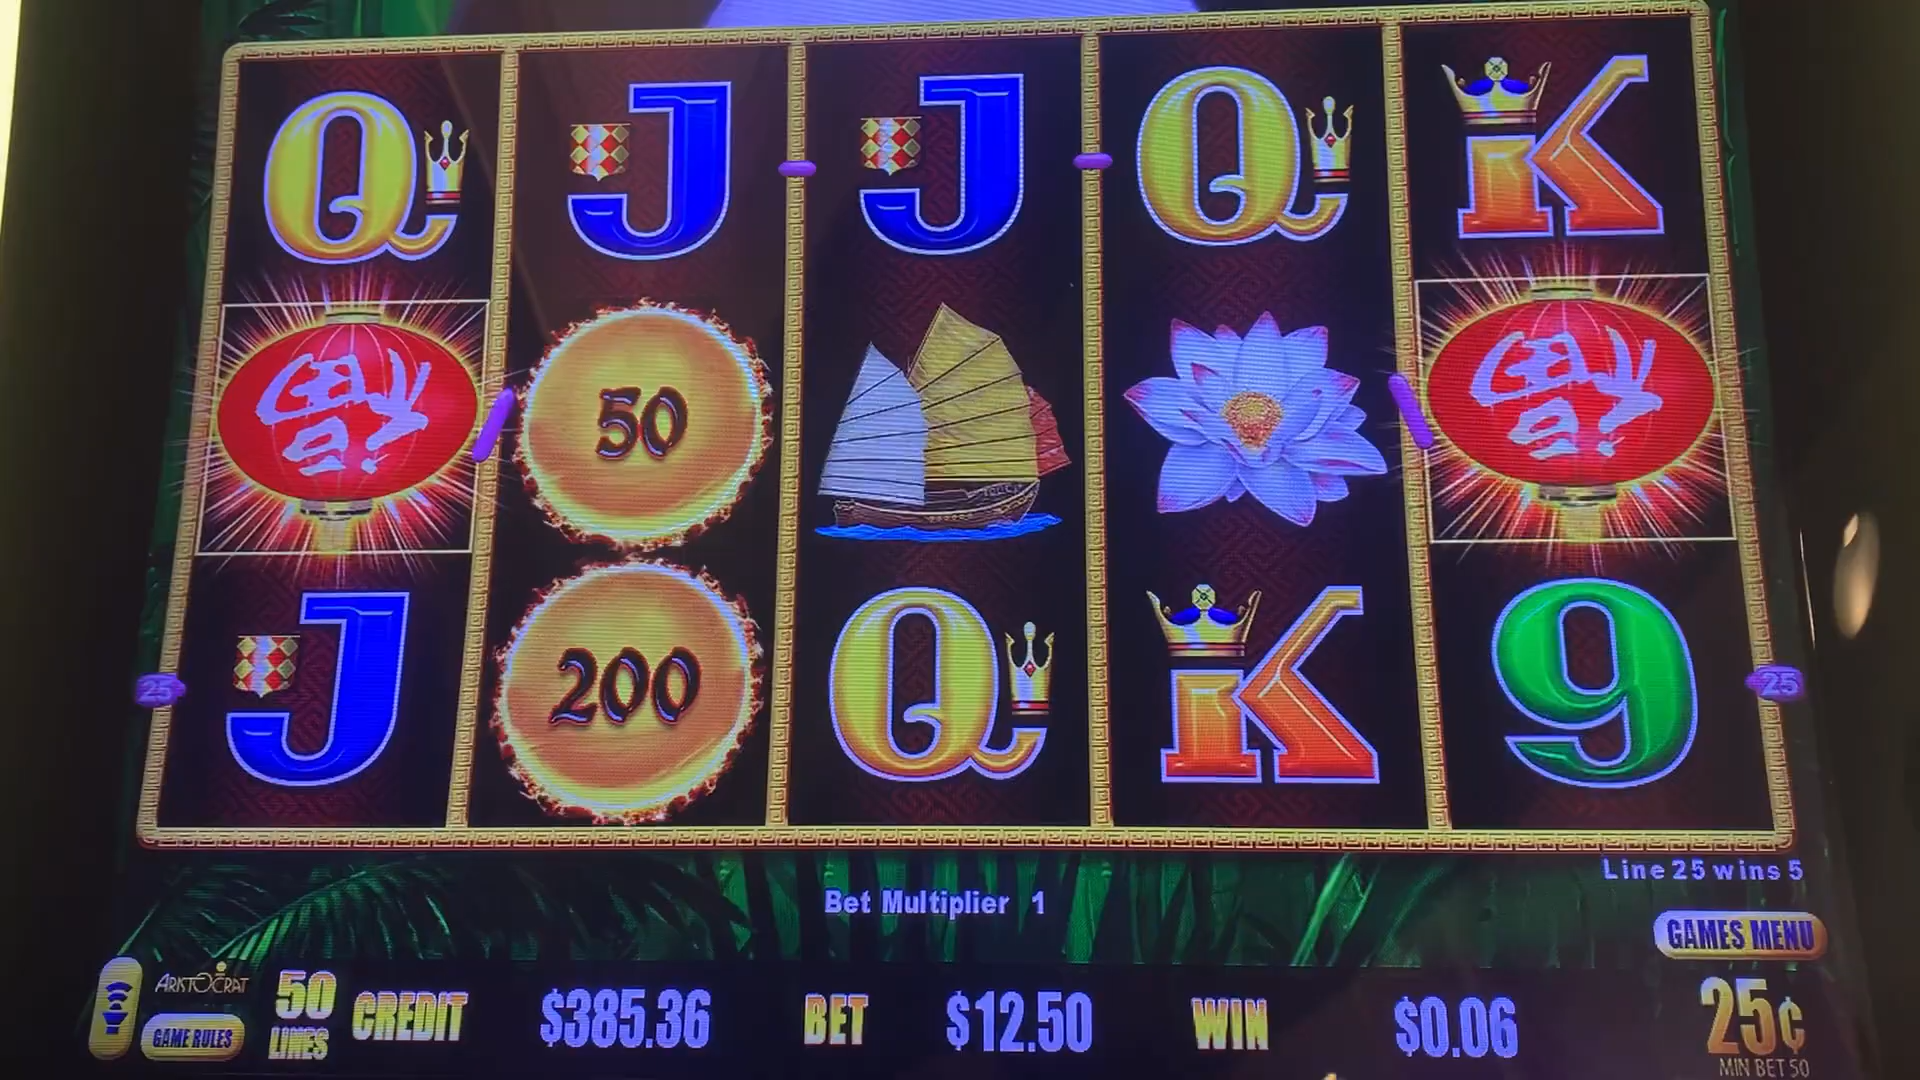 Q J J Q K
50
200
J Q K 9
25 25
Line 25 wins 5
Bet Multiplier 1
GAMES MENU
ARISTOCRAT
GAME RULES
50 LINES
CREDIT $385.36 BET $12.50 WIN $0.06
25¢
MIN BET 50